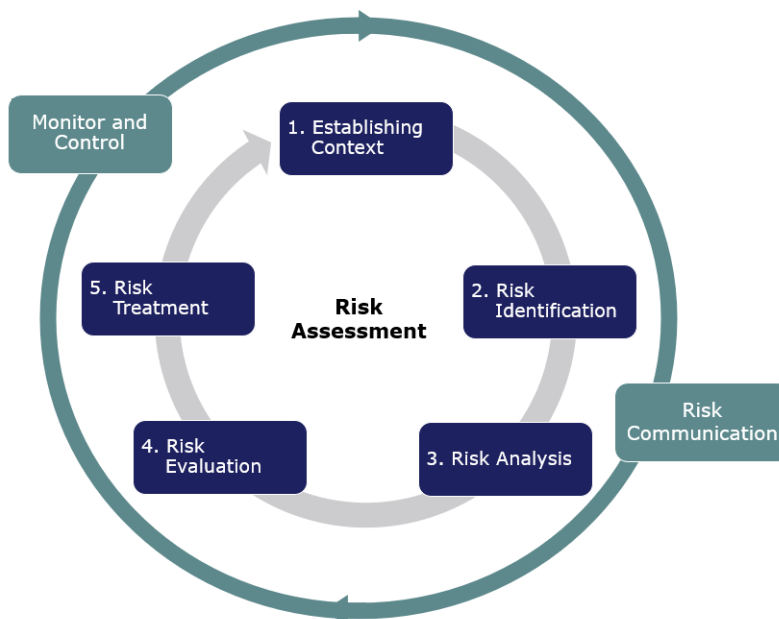 Monitor and
Control
1. Establishing
Context
5. Risk
Treatment
Risk
Assessment
2. Risk
Identification
4. Risk
Evaluation
3. Risk Analysis
Risk
Communication